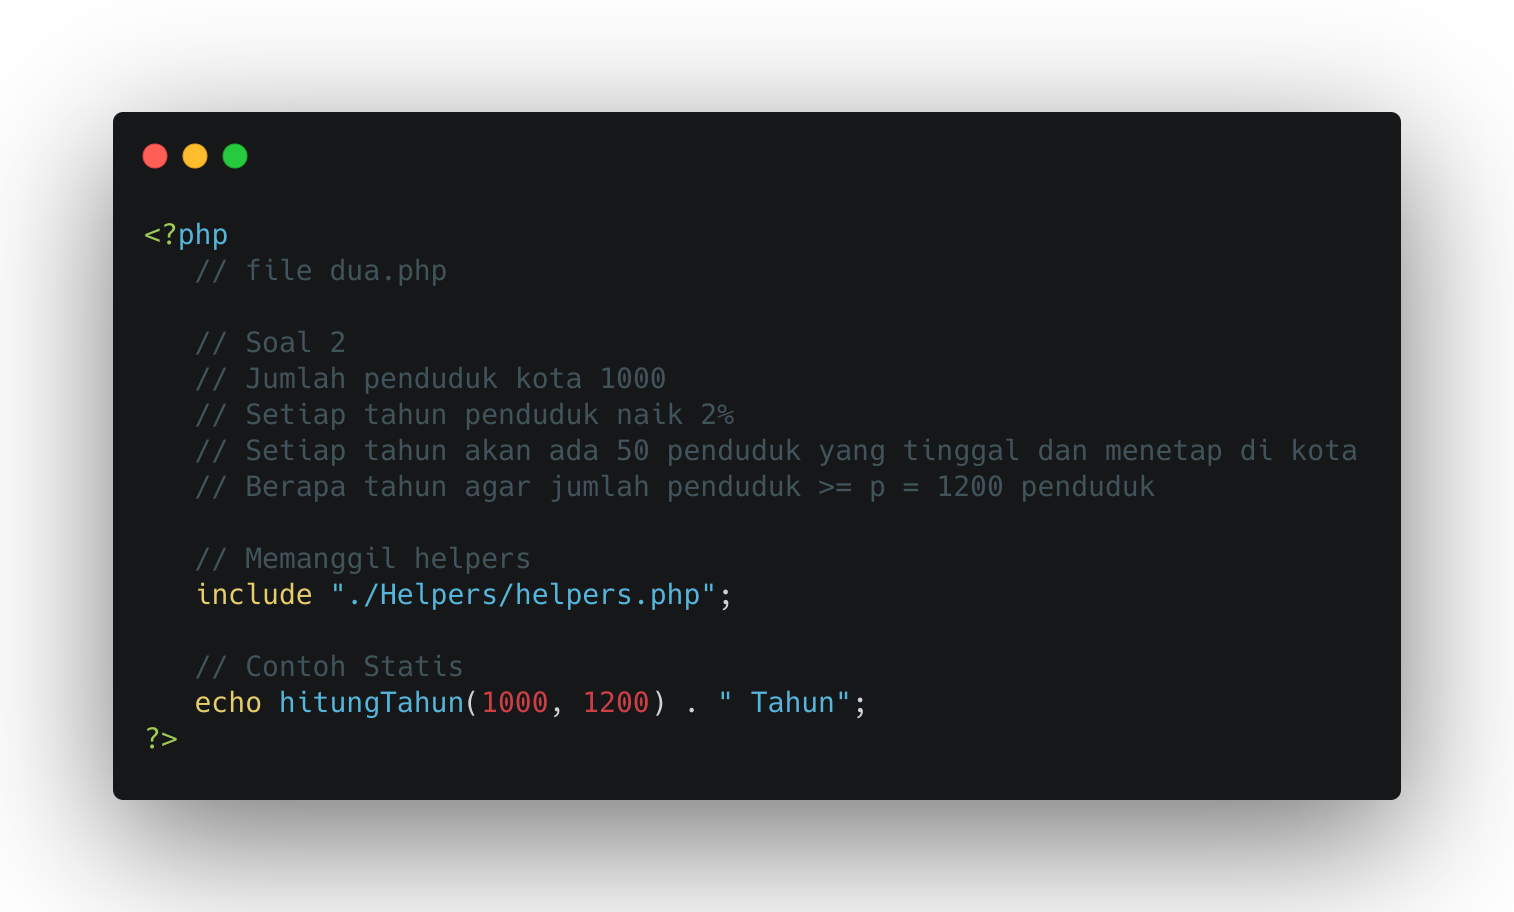 <?php
// file dua.php
// Soal 2
// Jumlah penduduk kota 1000
// Setiap tahun penduduk naik 2%
// Setiap tahun akan ada 50 penduduk yang tinggal dan menetap di kota
// Berapa tahun agar jumlah penduduk >= p = 1200 penduduk
// Memanggil helpers
include "./Helpers/helpers.php";
// Contoh Statis
echo hitungTahun(1000, 1200) . " Tahun";
?>